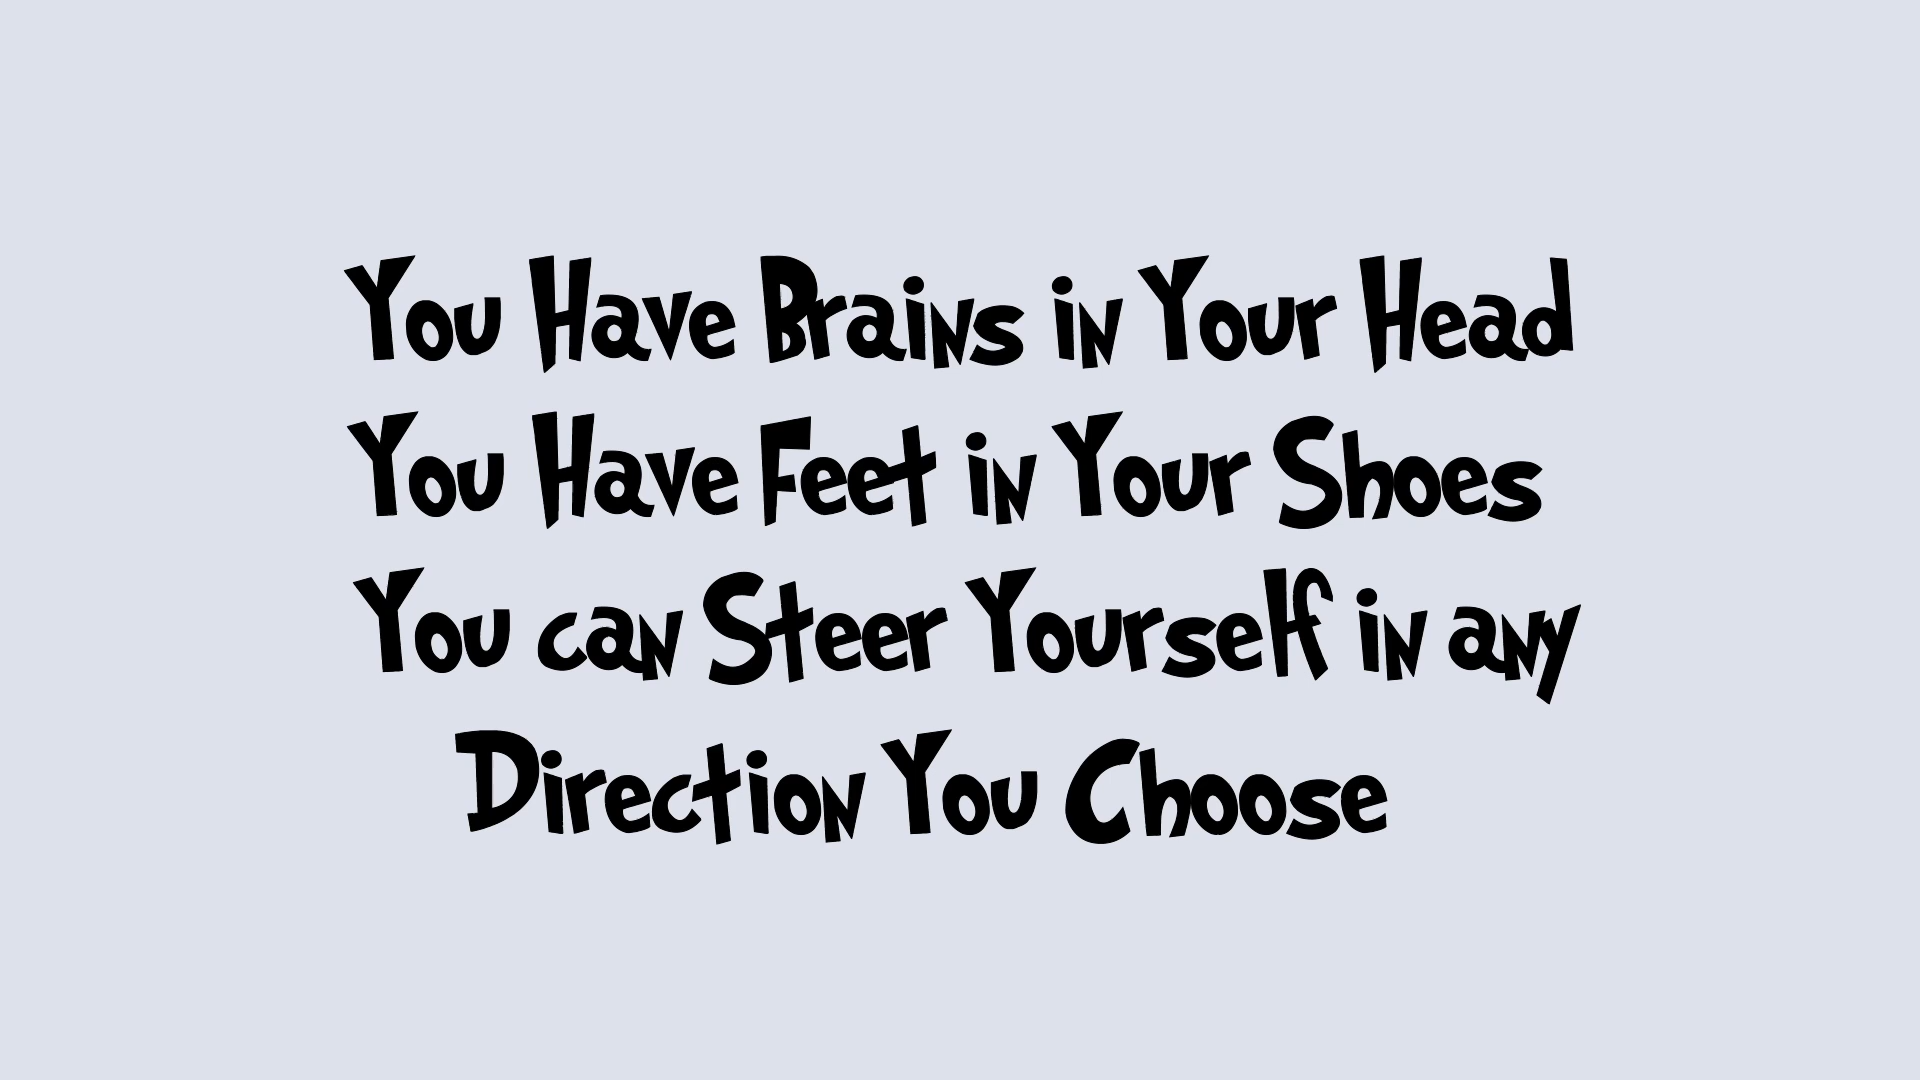 You Have Brains in Your Head
You Have Feet in Your Shoes
You can Steer Yourself in any
Direction You Choose